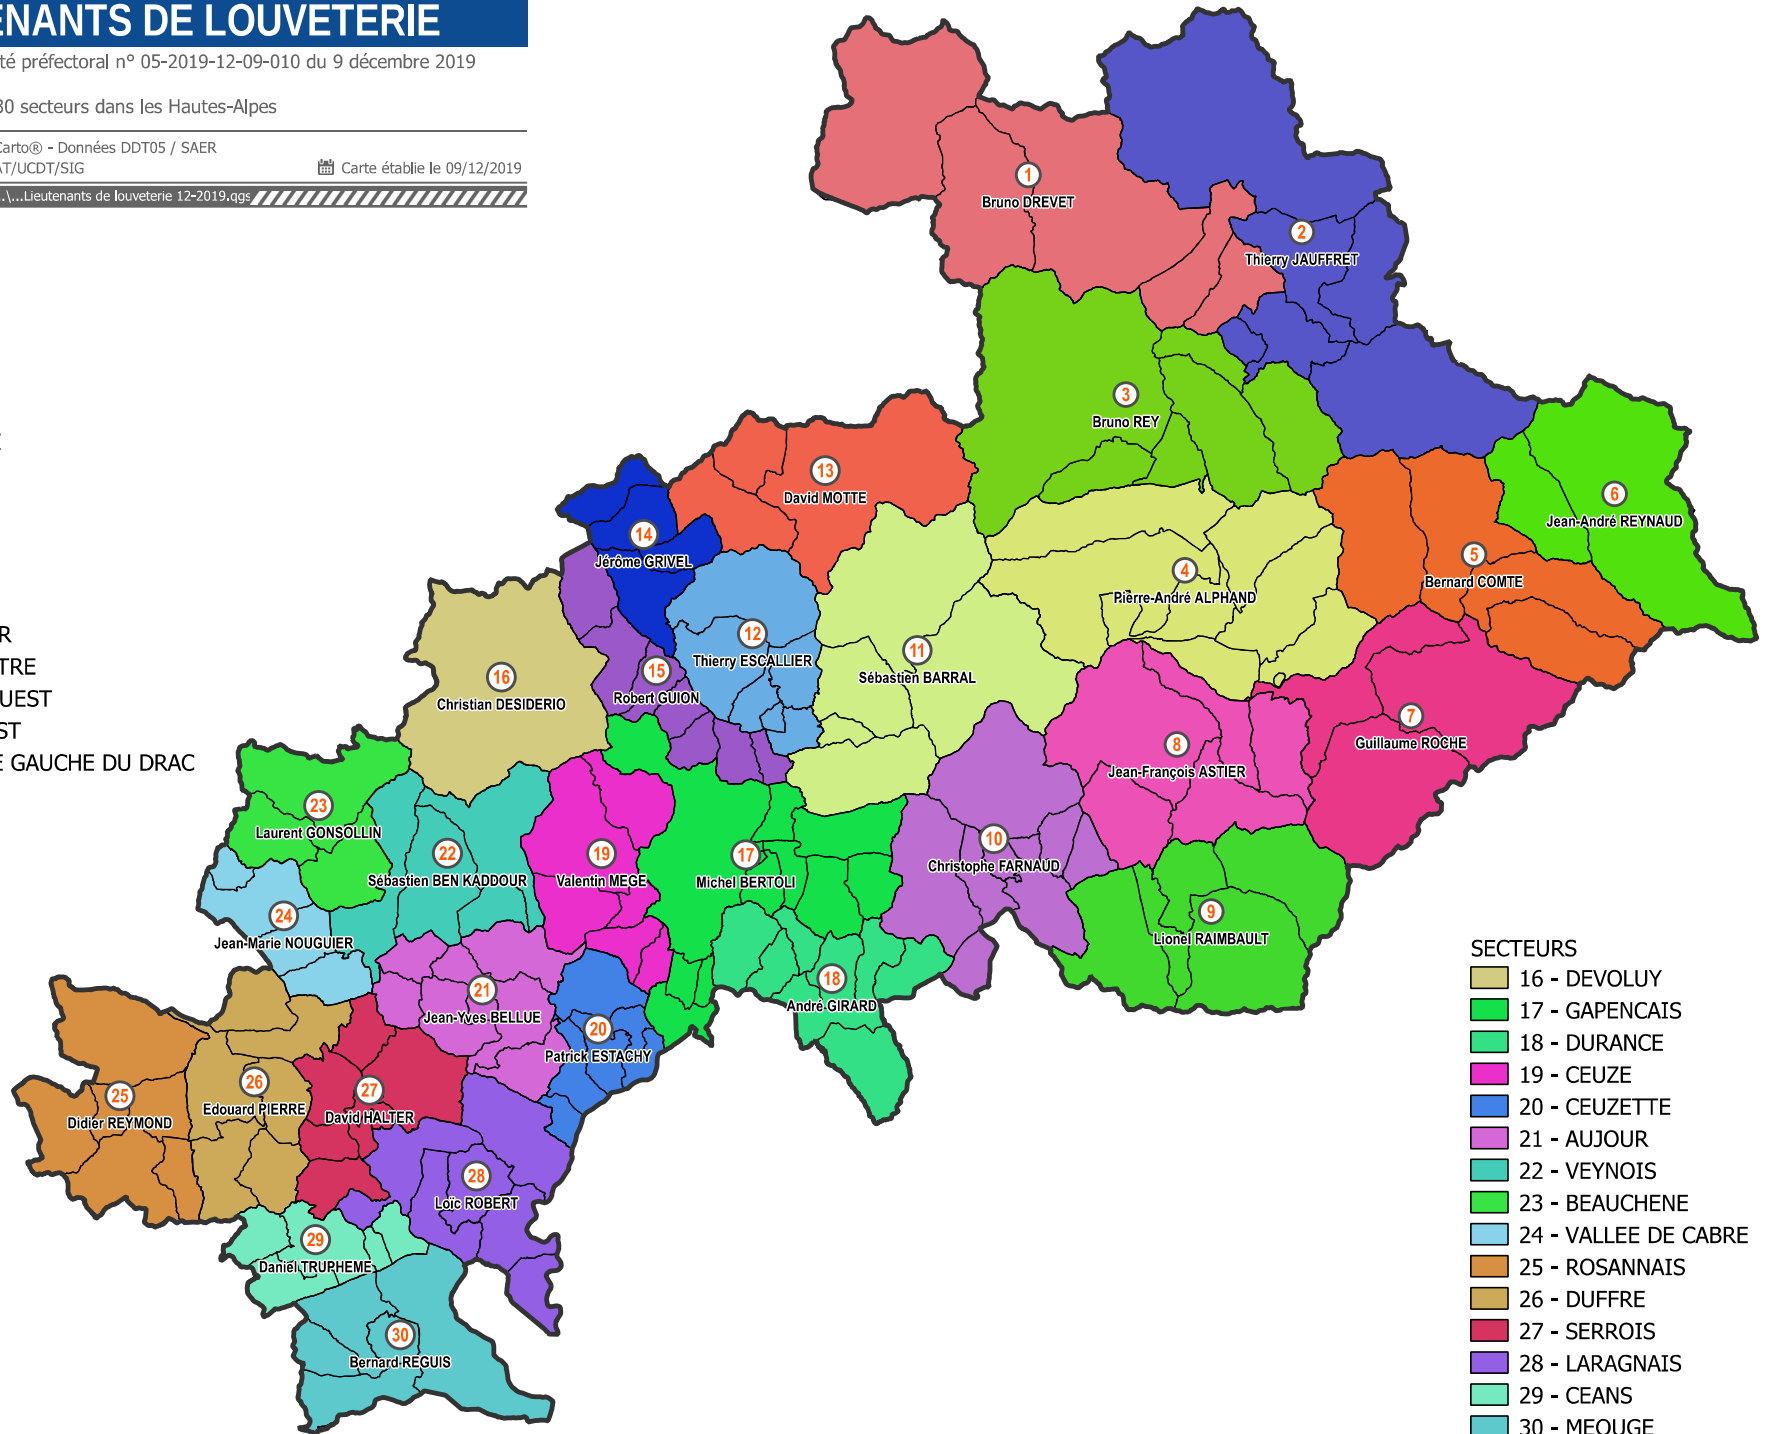 ENANTS DE LOUVETERIE
té préfectoral n° 05-2019-12-09-010 du 9 décembre 2019
30 secteurs dans les Hautes-Alpes
Carto® - Données DDT05 / SAER
AT/UCDT/SIG
Carte établie le 09/12/2019
.\...Lieutenants de louveterie 12-2019.qgs
R
TRE
UEST
ST
E GAUCHE DU DRAC
1
Bruno DREVET
2
Thierry JAUFFRET
3
Bruno REY
13
David MOTTE
6
Jean-André REYNAUD
14
Jérôme GRIVEL
5
Bernard COMTE
4
Pierre-André ALPHAND
12
Thierry ESCALLIER
11
Sébastien BARRAL
15
Robert GUION
16
Christian DESIDERIO
7
Guillaume ROCHE
8
Jean-François ASTIER
23
Laurent GONSOLLIN
22
Sébastien BEN KADDOUR
19
Valentin MEGE
17
Michel BERTOLI
10
Christophe FARNAUD
9
Lionel RAIMBAULT
24
Jean-Marie NOUGUIER
18
André GIRARD
21
Jean-Yves BELLUE
20
Patrick ESTACHY
26
Edouard PIERRE
27
David HALTER
25
Didier REYMOND
28
Loïc ROBERT
29
Daniel TRUPHEME
30
Bernard REGUIS
SECTEURS
16 - DEVOLUY
17 - GAPENCAIS
18 - DURANCE
19 - CEUZE
20 - CEUZETTE
21 - AUJOUR
22 - VEYNOIS
23 - BEAUCHENE
24 - VALLEE DE CABRE
25 - ROSANNAIS
26 - DUFFRE
27 - SERROIS
28 - LARAGNAIS
29 - CEANS
30 - MEOUGE